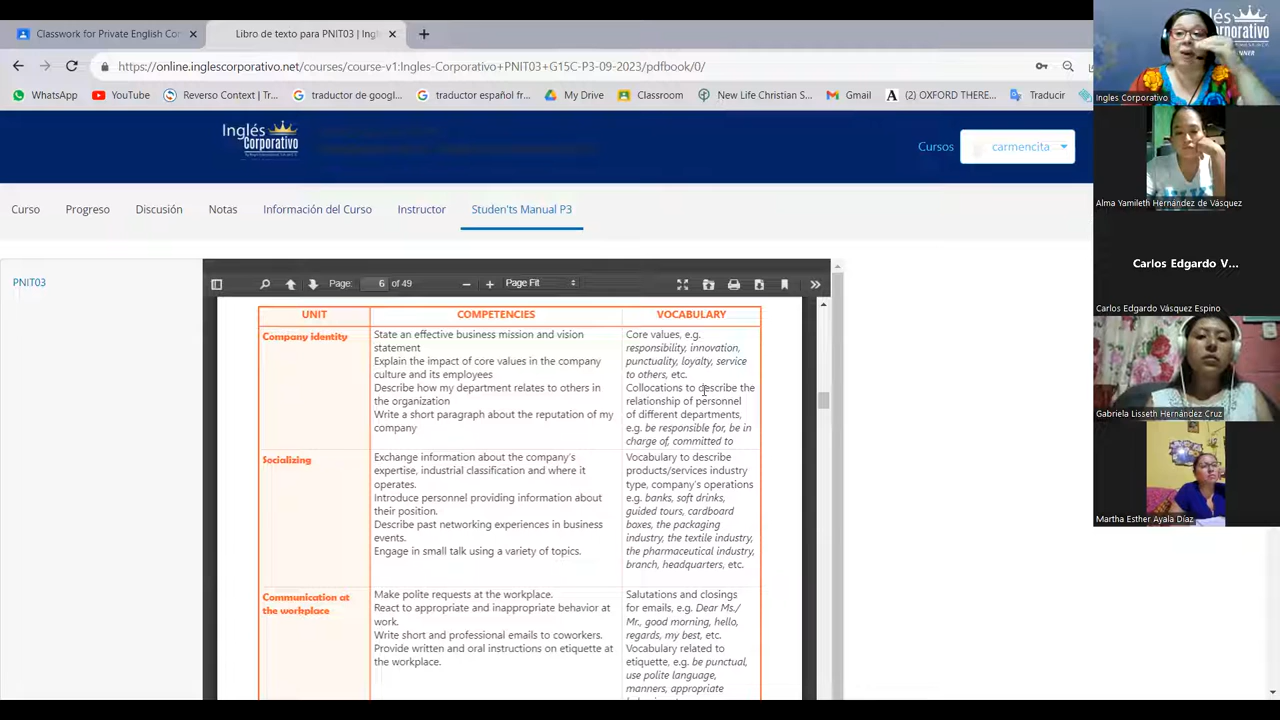 Classwork for Private English Cor
Libro de texto para PNIT03 | Ingl
https://online.inglescorporativo.net/courses/course-v1:Ingles-Corporativo+PNIT03+G15C-P3-09-2023/pdfbook/0/
WhatsApp
YouTube
Reverso Context | Tr...
traductor de googl...
traductor español fr...
My Drive
Classroom
New Life Christian S...
Gmail
(2) OXFORD THERE...
Traducir
Inglés
Corporativo
Cursos
carmencita
Curso
Progreso
Discusión
Notas
Información del Curso
Instructor
Studen'ts Manual P3
PNIT03
Page:
6
of 49
Page Fit
UNIT
COMPETENCIES
VOCABULARY
Company identity
State an effective business mission and vision
statement
Explain the impact of core values in the company
culture and its employees
Describe how my department relates to others in
the organization
Write a short paragraph about the reputation of my
company
Core values, e.g.
responsibility, innovation,
punctuality, loyalty, service
to others, etc.
Collocations to describe the
relationship of personnel
of different departments,
e.g. be responsible for, be in
charge of, committed to
Socializing
Exchange information about the company's
expertise, industrial classification and where it
operates.
Introduce personnel providing information about
their position.
Describe past networking experiences in business
events.
Engage in small talk using a variety of topics.
Vocabulary to describe
products/services industry
type, company's operations
e.g. banks, soft drinks,
guided tours, cardboard
boxes, the packaging
industry, the textile industry,
the pharmaceutical industry,
branch, headquarters, etc.
Communication at
the workplace
Make polite requests at the workplace.
React to appropriate and inappropriate behavior at
work.
Write short and professional emails to coworkers.
Provide written and oral instructions on etiquette at
the workplace.
Salutations and closings
for emails, e.g. Dear Ms./
Mr., good morning, hello,
regards, my best, etc.
Vocabulary related to
etiquette, e.g. be punctual,
use polite language,
manners, appropriate
Ingles Corporativo
Alma Yamileth Hernández de Vásquez
Carlos Edgardo V...
Carlos Edgardo Vásquez Espino
Gabriela Lisseth Hernández Cruz
Martha Esther Ayala Díaz